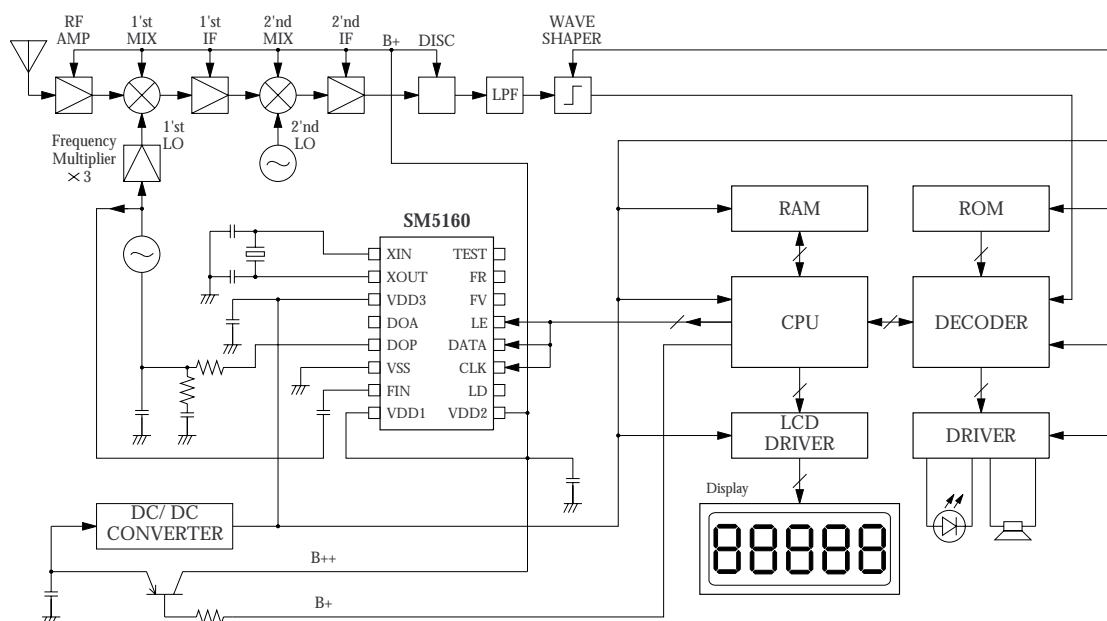 RF
AMP
1'st
MIX
1'st
IF
2'nd
MIX
2'nd
IF
B+
DISC
WAVE
SHAPER
LPF
Frequency
Multiplier
× 3
1'st
LO
2'nd
LO
SM5160
XIN
XOUT
VDD3
DOA
DOP
VSS
FIN
VDD1
TEST
FR
FV
LE
DATA
CLK
LD
VDD2
RAM
ROM
CPU
DECODER
LCD
DRIVER
DRIVER
Display
88888
DC/ DC
CONVERTER
B++
B+